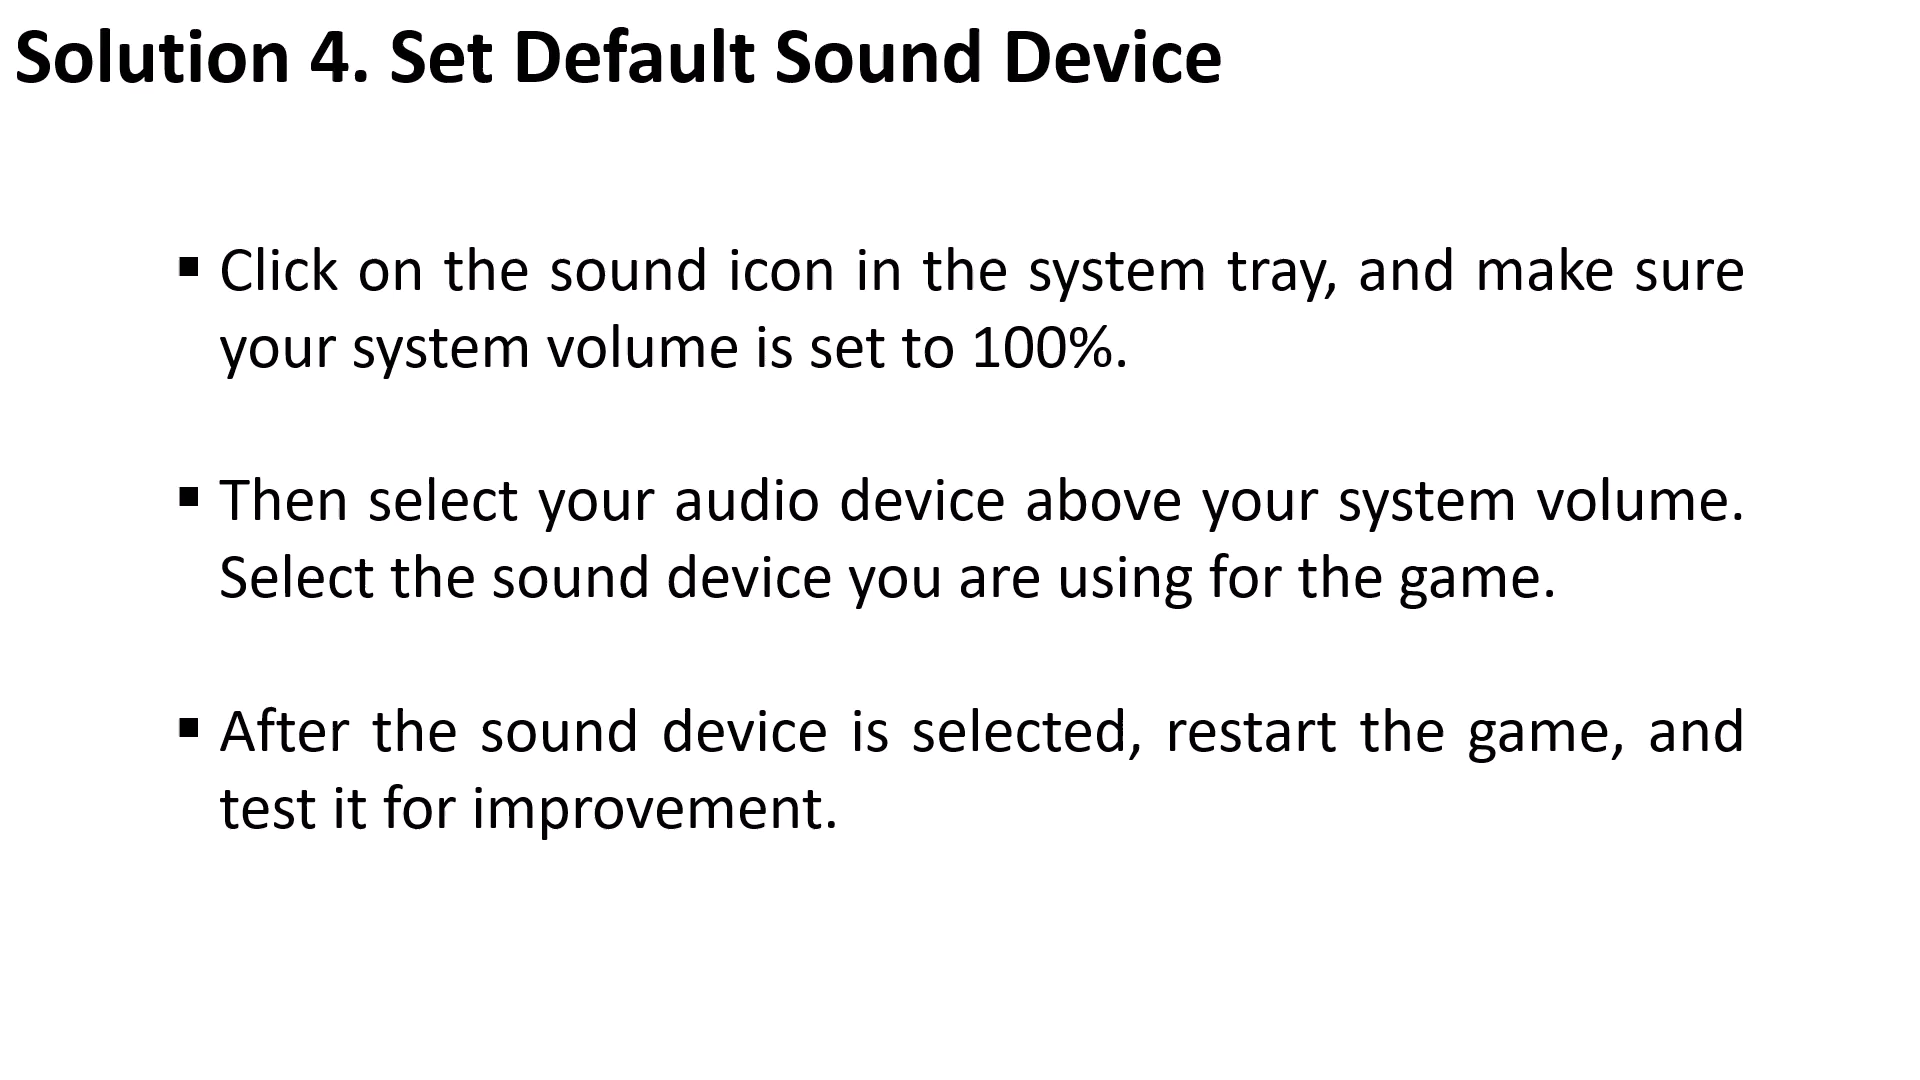 Solution 4. Set Default Sound Device
▪ Click on the sound icon in the system tray, and make sure
your system volume is set to 100%.
▪ Then select your audio device above your system volume.
Select the sound device you are using for the game.
▪ After the sound device is selected, restart the game, and
test it for improvement.